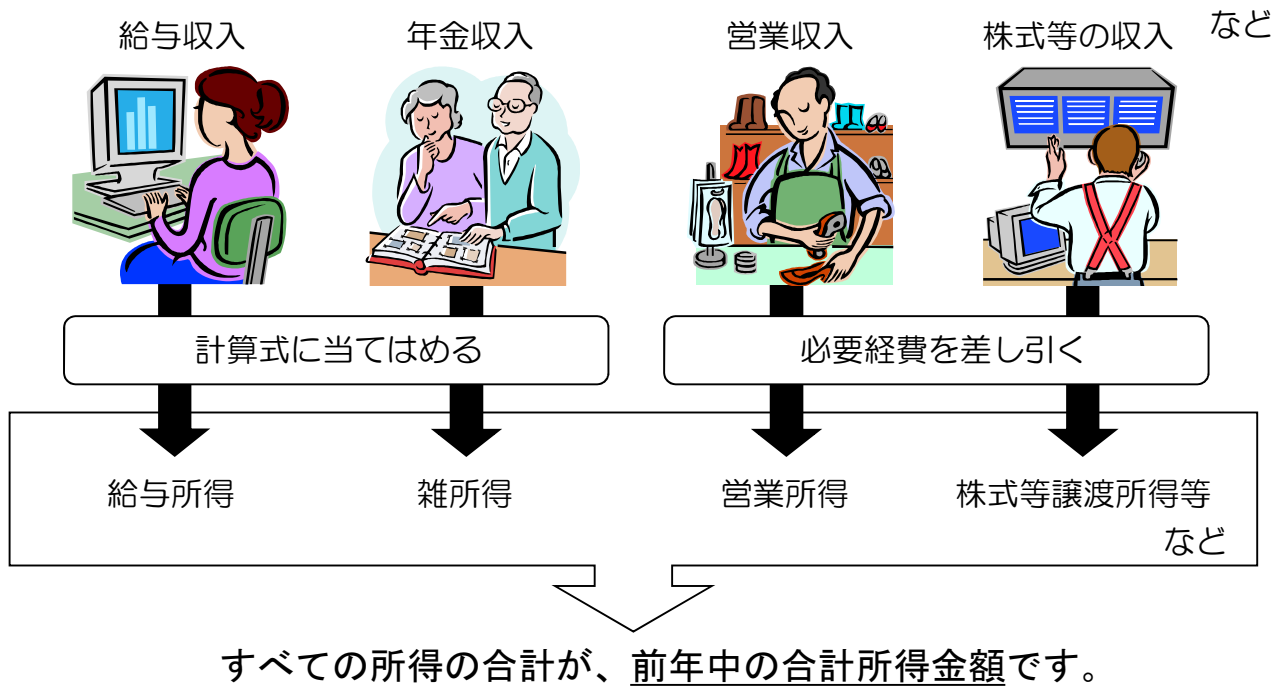 給与収入
年金収入
営業収入
株式等の収入
など
計算式に当てはめる
必要経費を差し引く
給与所得
雑所得
営業所得
株式等譲渡所得等
など
すべての所得の合計が、前年中の合計所得金額です。